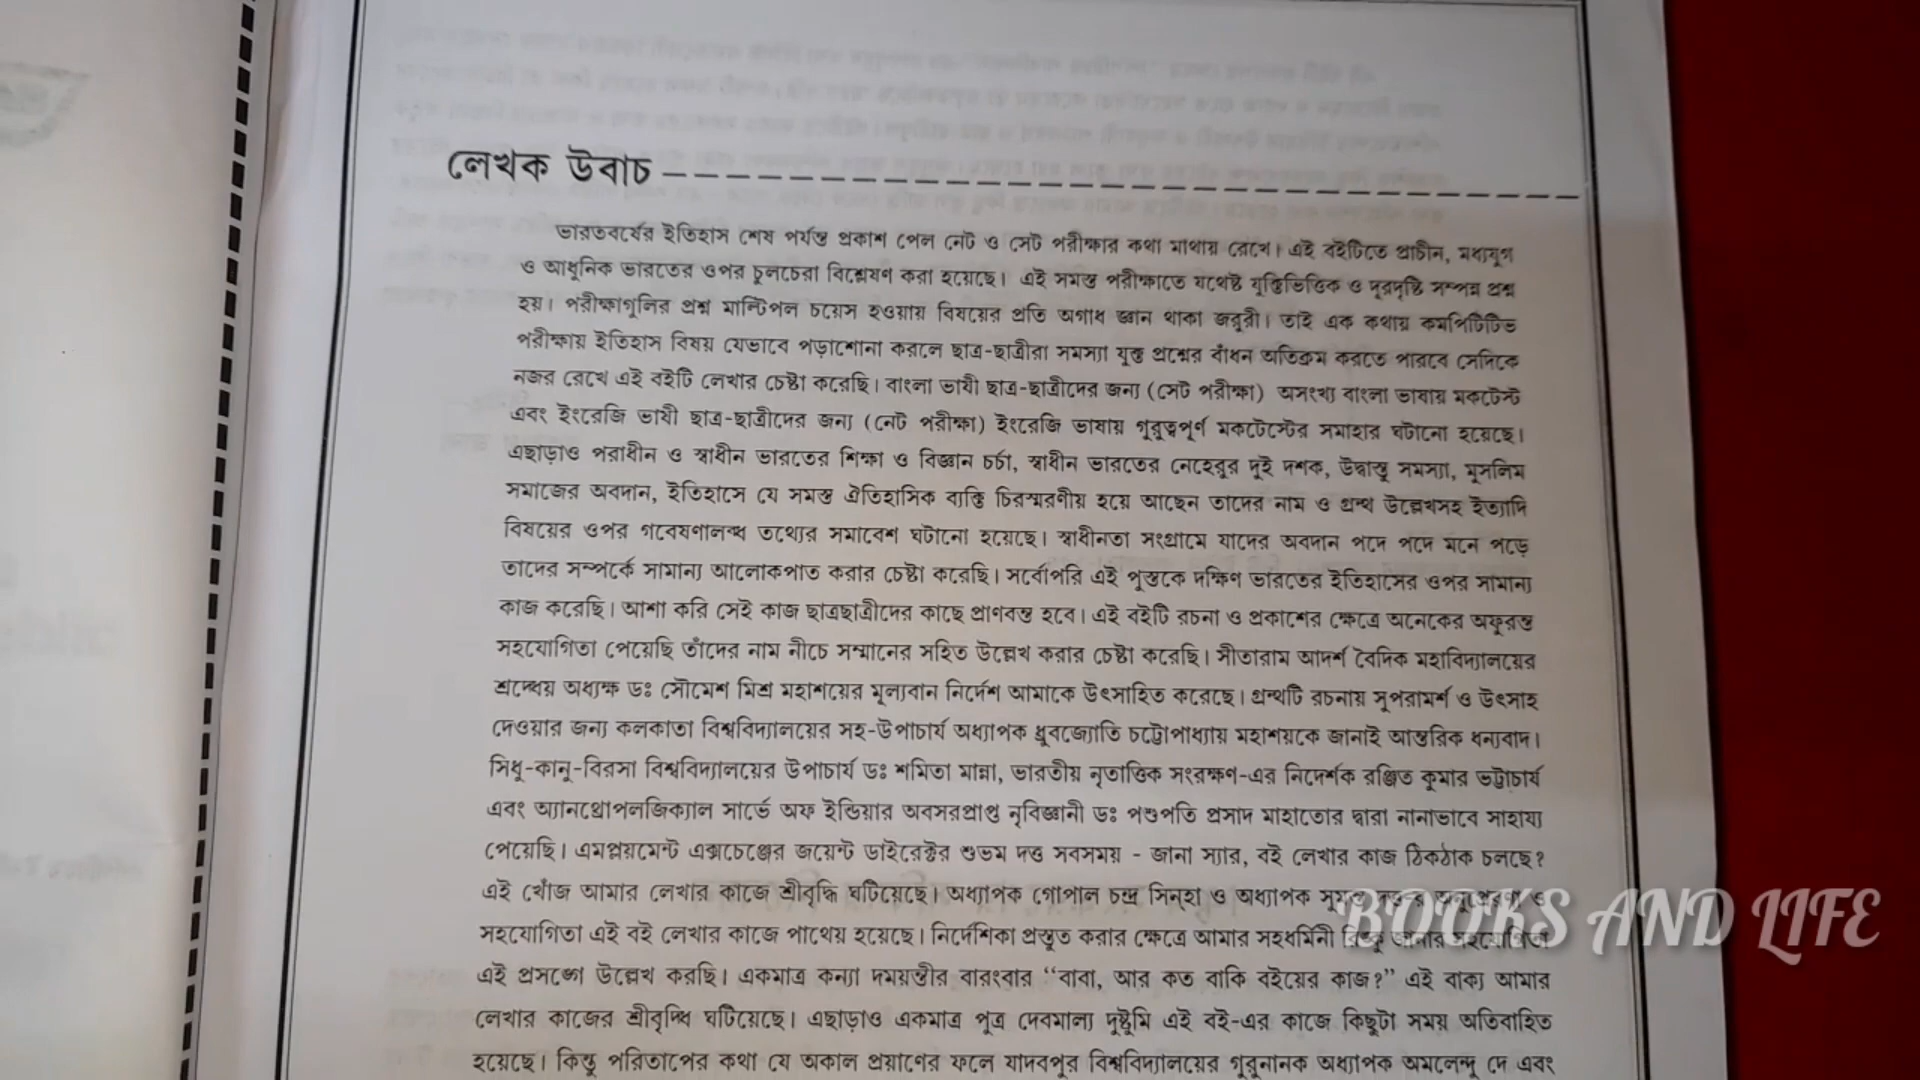 লেখক উবাচ
ভারতবর্ষের ইতিহাস শেষ পর্যন্ত প্রকাশ পেল নেট ও সেট পরীক্ষার কথা মাথায় রেখে। এই বইটিতে প্রাচীন, মধ্যযুগ
ও আধুনিক ভারতের ওপর চুলচেরা বিশ্লেষণ করা হয়েছে। এই সমস্ত পরীক্ষাতে যথেষ্ট যুক্তিভিত্তিক ও দূরদৃষ্টি সম্পন্ন প্রশ্ন
হয়। পরীক্ষাগুলির প্রশ্ন মাল্টিপল চয়েস হওয়ায় বিষয়ের প্রতি অগাধ জ্ঞান থাকা জরুরী। তাই এক কথায় কমপিটিটিভ
পরীক্ষায় ইতিহাস বিষয় যেভাবে পড়াশোনা করলে ছাত্র-ছাত্রীরা সমস্যা যুক্ত প্রশ্নের বাঁধন অতিক্রম করতে পারবে সেদিকে
নজর রেখে এই বইটি লেখার চেষ্টা করেছি। বাংলা ভাষী ছাত্র-ছাত্রীদের জন্য (সেট পরীক্ষা) অসংখ্য বাংলা ভাষায় মকটেস্ট
এবং ইংরেজি ভাষী ছাত্র-ছাত্রীদের জন্য (নেট পরীক্ষা) ইংরেজি ভাষায় গুরুত্বপূর্ণ মকটেস্টের সমাহার ঘটানো হয়েছে।
এছাড়াও পরাধীন ও স্বাধীন ভারতের শিক্ষা ও বিজ্ঞান চর্চা, স্বাধীন ভারতের নেহেরুর দুই দশক, উদ্বাস্তু সমস্যা, মুসলিম
সমাজের অবদান, ইতিহাসে যে সমস্ত ঐতিহাসিক ব্যক্তি চিরস্মরণীয় হয়ে আছেন তাদের নাম ও গ্রন্থ উল্লেখসহ ইত্যাদি
বিষয়ের ওপর গবেষণালব্ধ তথ্যের সমাবেশ ঘটানো হয়েছে। স্বাধীনতা সংগ্রামে যাদের অবদান পদে পদে মনে পড়ে
তাদের সম্পর্কে সামান্য আলোকপাত করার চেষ্টা করেছি। সর্বোপরি এই পুস্তকে দক্ষিণ ভারতের ইতিহাসের ওপর সামান্য
কাজ করেছি। আশা করি সেই কাজ ছাত্রছাত্রীদের কাছে প্রাণবন্ত হবে। এই বইটি রচনা ও প্রকাশের ক্ষেত্রে অনেকের অফুরন্ত
সহযোগিতা পেয়েছি তাঁদের নাম নীচে সম্মানের সহিত উল্লেখ করার চেষ্টা করেছি। সীতারাম আদর্শ বৈদিক মহাবিদ্যালয়ের
শ্রদ্ধেয় অধ্যক্ষ ডঃ সৌমেশ মিশ্র মহাশয়ের মূল্যবান নির্দেশ আমাকে উৎসাহিত করেছে। গ্রন্থটি রচনায় সুপরামর্শ ও উৎসাহ
দেওয়ার জন্য কলকাতা বিশ্ববিদ্যালয়ের সহ-উপাচার্য অধ্যাপক ধ্রুবজ্যোতি চট্টোপাধ্যায় মহাশয়কে জানাই আন্তরিক ধন্যবাদ।
সিধু-কানু-বিরসা বিশ্ববিদ্যালয়ের উপাচার্য ডঃ শমিতা মান্না, ভারতীয় নৃতাত্তিক সংরক্ষণ-এর নিদের্শক রঞ্জিত কুমার ভট্টাচার্য
এবং অ্যানথ্রোপলজিক্যাল সার্ভে অফ ইন্ডিয়ার অবসরপ্রাপ্ত নৃবিজ্ঞানী ডঃ পশুপতি প্রসাদ মাহাতোর দ্বারা নানাভাবে সাহায্য
পেয়েছি। এমপ্লয়মেন্ট এক্সচেঞ্জের জয়েন্ট ডাইরেক্টর শুভম দত্ত সবসময় - জানা স্যার, বই লেখার কাজ ঠিকঠাক চলছে?
এই খোঁজ আমার লেখার কাজে শ্রীবৃদ্ধি ঘটিয়েছে। অধ্যাপক গোপাল চন্দ্র সিন্‌হা ও অধ্যাপক ও
সহযোগিতা এই বই লেখার কাজে পাথেয় হয়েছে। নির্দেশিকা প্রস্তুত করার ক্ষেত্রে আমার সহধর্মিনী
এই প্রসঙ্গে উল্লেখ করছি। একমাত্র কন্যা দময়ন্তীর বারংবার “বাবা, আর কত বাকি বইয়ের কাজ?” এই বাক্য আমার
লেখার কাজের শ্রীবৃদ্ধি ঘটিয়েছে। এছাড়াও একমাত্র পুত্র দেবমাল্য দুষ্টুমি এই বই-এর কাজে কিছুটা সময় অতিবাহিত
হয়েছে। কিন্তু পরিতাপের কথা যে অকাল প্রয়াণের ফলে যাদবপুর বিশ্ববিদ্যালয়ের গুরুনানক অধ্যাপক অমলেন্দু দে এবং
BOOKS AND LIFE